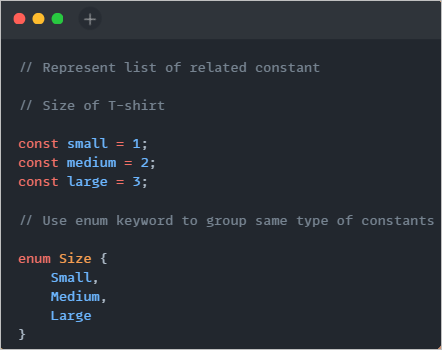 // Represent list of related constant
// Size of T-shirt
const small = 1;
const medium = 2;
const large = 3;
// Use enum keyword to group same type of constants
enum Size {
    Small,
    Medium,
    Large
}